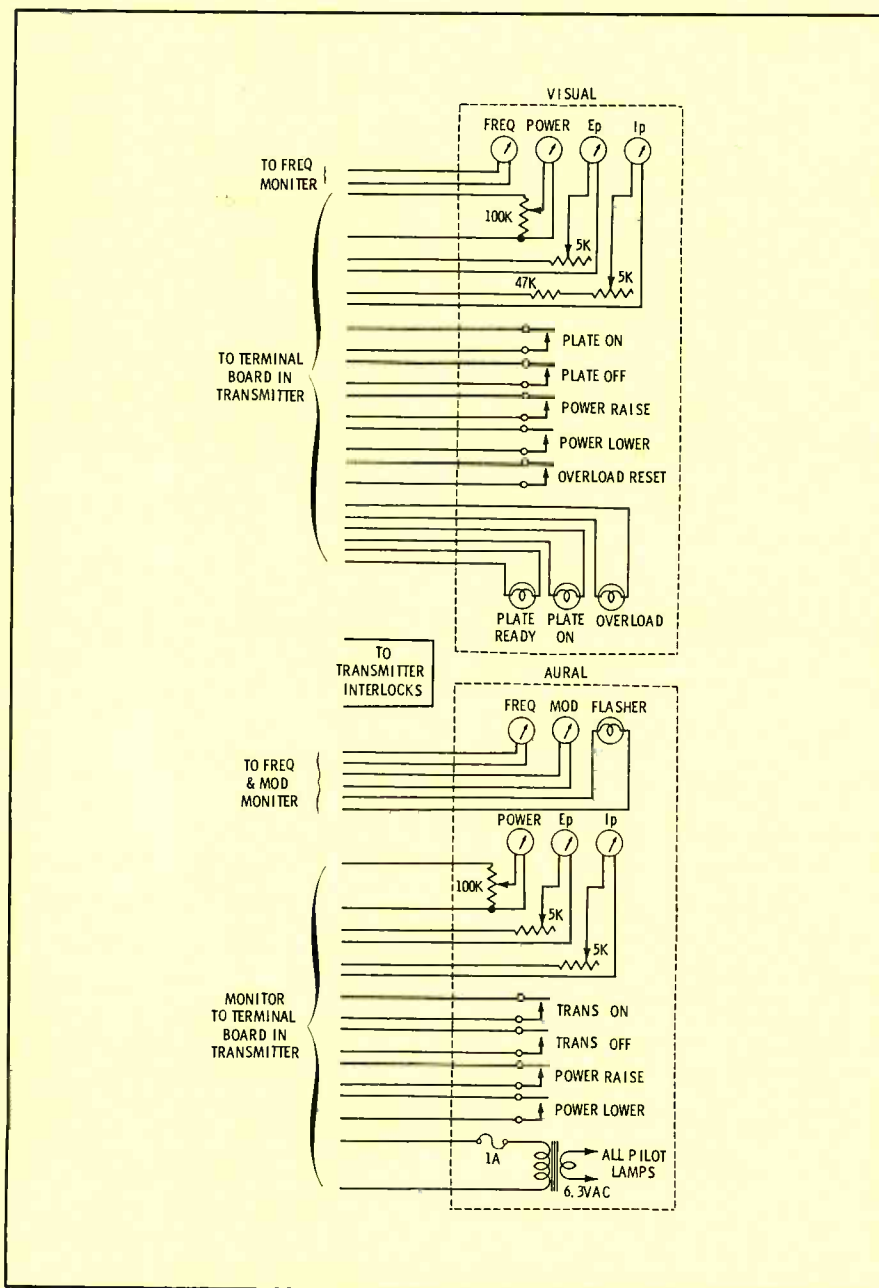 VISUAL
FREQ POWER Ep Ip
TO FREQ
MONITER
100K
5K
47K
5K
PLATE ON
TO TERMINAL
BOARD IN
TRANSMITTER
PLATE OFF
POWER RAISE
POWER LOWER
OVERLOAD RESET
PLATE
READY
PLATE
ON
OVERLOAD
TO
TRANSMITTER
INTERLOCKS
AURAL
FREQ MOD FLASHER
TO FREQ
& MOD
MONITER
POWER Ep Ip
100K
5K
5K
MONITOR
TO TERMINAL
BOARD IN
TRANSMITTER
TRANS ON
TRANS OFF
POWER RAISE
POWER LOWER
1A
ALL PILOT
LAMPS
6.3VAC